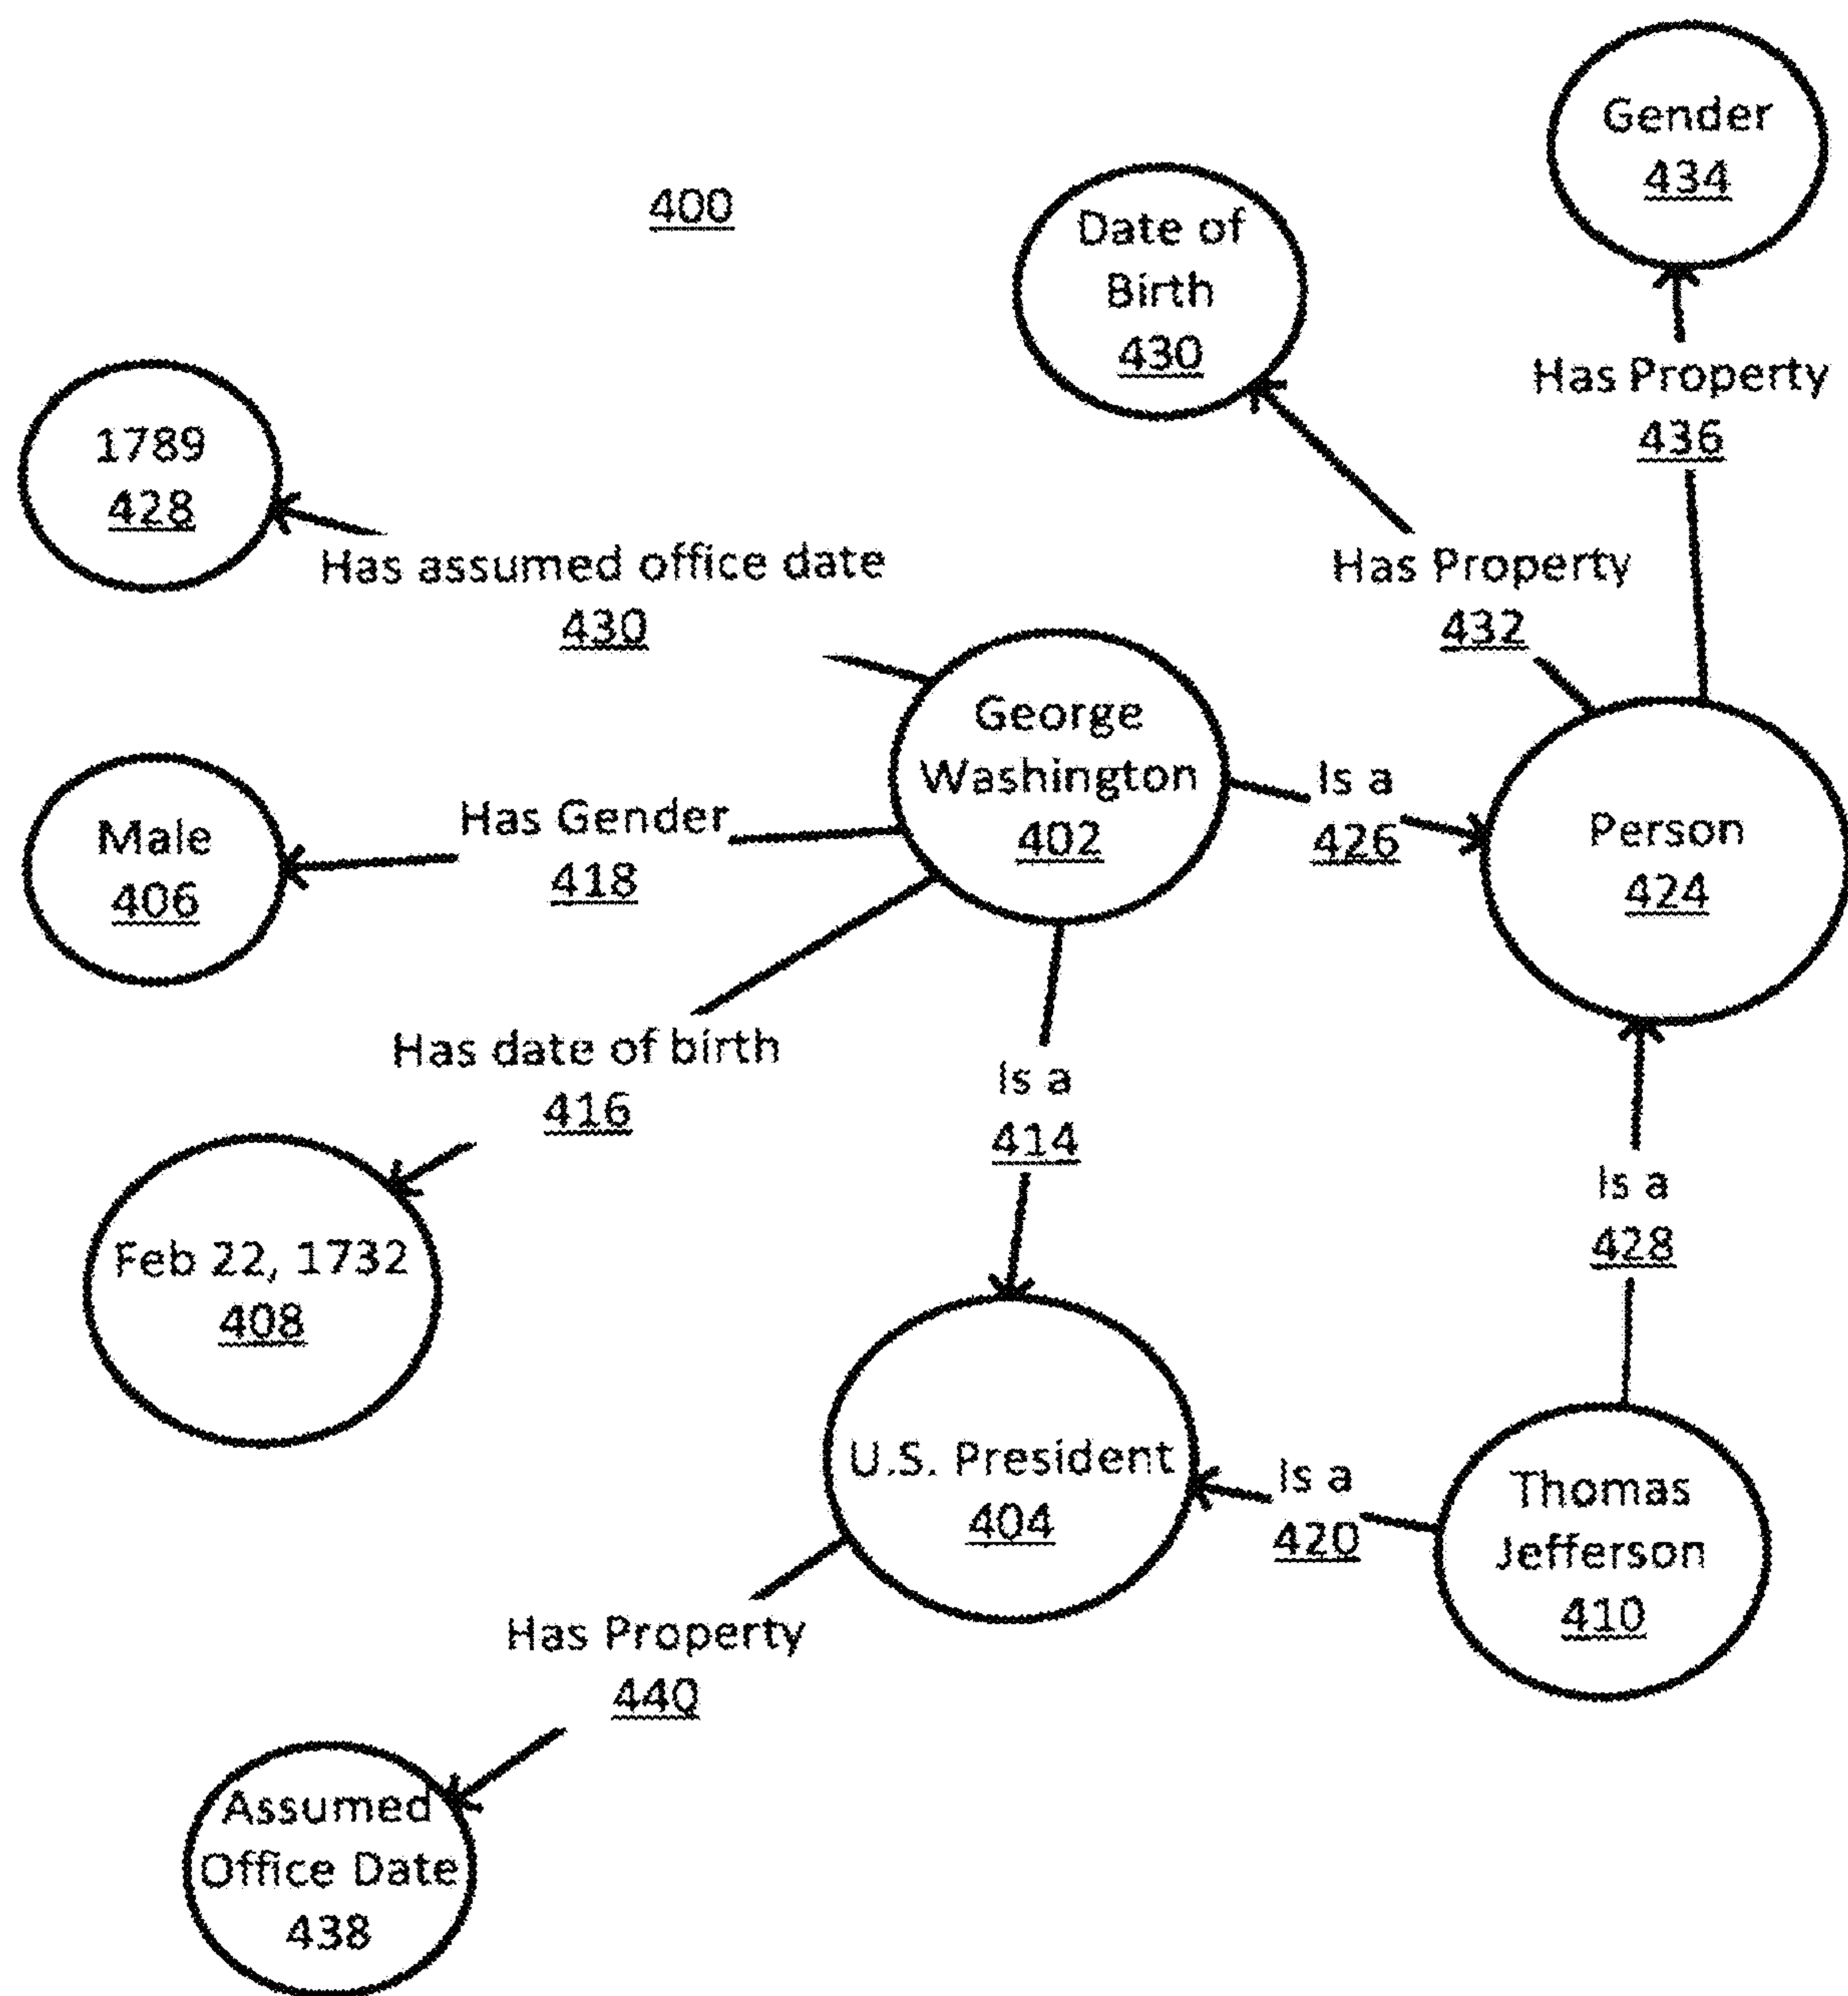 Gender
434
400
Date of
Birth
430
Has Property
436
1789
428
Has assumed office date
430
Has Property
432
George
Washington
402
Is a
426
Person
424
Has Gender
418
Male
406
Has date of birth
416
Is a
414
Is a
428
Feb 22, 1732
408
U.S. President
404
Is a
420
Thomas
Jefferson
410
Has Property
440
Assumed
Office Date
438